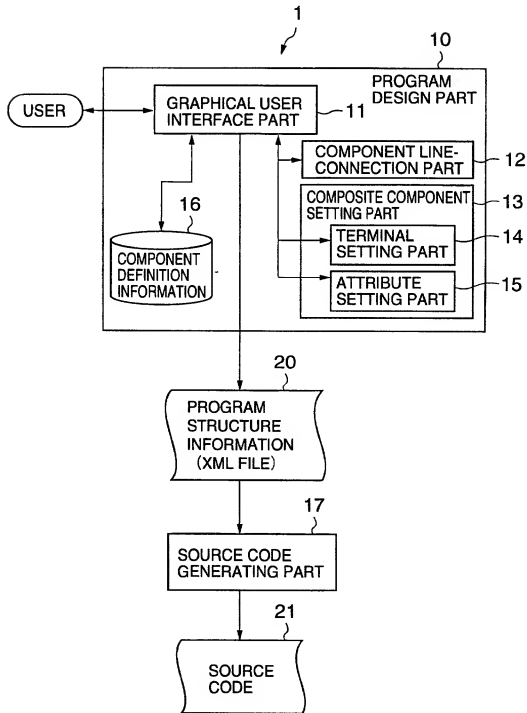 1
10
PROGRAM
DESIGN PART
USER
GRAPHICAL USER
INTERFACE PART
11
COMPONENT LINE-
CONNECTION PART
12
COMPOSITE COMPONENT
SETTING PART
13
TERMINAL
SETTING PART
14
ATTRIBUTE
SETTING PART
15
16
COMPONENT
DEFINITION
INFORMATION
20
PROGRAM
STRUCTURE
INFORMATION
(XML FILE)
17
SOURCE CODE
GENERATING PART
21
SOURCE
CODE